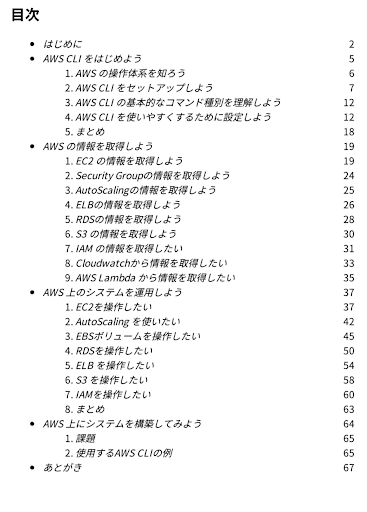 目次
• はじめに 2
• AWS CLI をはじめよう 5
1. AWS の操作体系を知ろう 6
2. AWS CLI をセットアップしよう 7
3. AWS CLI の基本的なコマンド種別を理解しよう 12
4. AWS CLI を使いやすくするために設定しよう 12
5. まとめ 18
• AWS の情報を取得しよう 19
1. EC2 の情報を取得しよう 19
2. Security Groupの情報を取得しよう 24
3. AutoScalingの情報を取得しよう 25
4. ELBの情報を取得しよう 26
5. RDSの情報を取得しよう 28
6. S3 の情報を取得しよう 30
7. IAM の情報を取得したい 31
8. Cloudwatchから情報を取得したい 33
9. AWS Lambda から情報を取得したい 35
• AWS 上のシステムを運用しよう 37
1. EC2を操作したい 37
2. AutoScaling を使いたい 42
3. EBSボリュームを操作したい 45
4. RDSを操作したい 50
5. ELB を操作したい 54
6. S3 を操作したい 58
7. IAMを操作したい 60
8. まとめ 63
• AWS 上にシステムを構築してみよう 64
1. 課題 65
2. 使用するAWS CLIの例 65
• あとがき 67